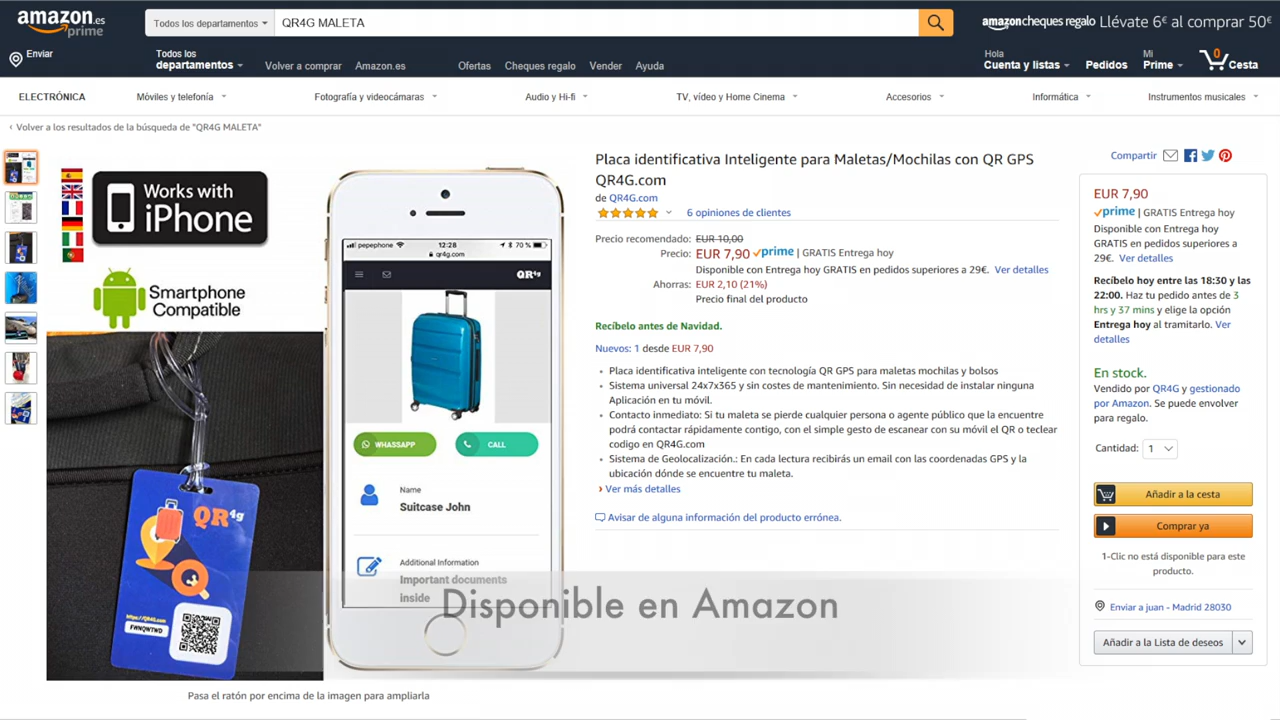 amazon.es
prime
Todos los departamentos
QR4G MALETA
amazoncheques regalo Llévate 6€ al comprar 50€
Enviar
Todos los
departamentos
Volver a comprar
Amazon.es
Ofertas
Cheques regalo
Vender
Ayuda
Hola
Cuenta y listas
Pedidos
Mi
Prime
0
Cesta
ELECTRÓNICA
Móviles y telefonía
Fotografía y videocámaras
Audio y Hi-fi
TV, vídeo y Home Cinema
Accesorios
Informática
Instrumentos musicales
‹ Volver a los resultados de la búsqueda de "QR4G MALETA"
Works with
iPhone
Smartphone
Compatible
pepephone
12:28
70 %
qr4g.com
QR4g
WHASSAPP
CALL
Name
Suitcase John
Additional Information
Important documents
inside
QR4g
https://QR4G.com
FWNQWTWD
Pasa el ratón por encima de la imagen para ampliarla
Placa identificativa Inteligente para Maletas/Mochilas con QR GPS
QR4G.com
de QR4G.com
6 opiniones de clientes
Precio recomendado: EUR 10,00
Precio: EUR 7,90 prime | GRATIS Entrega hoy
Disponible con Entrega hoy GRATIS en pedidos superiores a 29€. Ver detalles
Ahorras: EUR 2,10 (21%)
Precio final del producto
Recíbelo antes de Navidad.
Nuevos: 1 desde EUR 7,90
• Placa identificativa inteligente con tecnología QR GPS para maletas mochilas y bolsos
• Sistema universal 24x7x365 y sin costes de mantenimiento. Sin necesidad de instalar ninguna
Aplicación en tu móvil.
• Contacto inmediato: Si tu maleta se pierde cualquier persona o agente público que la encuentre
podrá contactar rápidamente contigo, con el simple gesto de escanear con su móvil el QR o teclear
codigo en QR4G.com
• Sistema de Geolocalización.: En cada lectura recibirás un email con las coordenadas GPS y la
ubicación dónde se encuentre tu maleta.
› Ver más detalles
Avisar de alguna información del producto errónea.
Disponible en Amazon
Compartir
EUR 7,90
prime | GRATIS Entrega hoy
Disponible con Entrega hoy
GRATIS en pedidos superiores a
29€. Ver detalles
Recíbelo hoy entre las 18:30 y las
22:00. Haz tu pedido antes de 3
hrs y 37 mins y elige la opción
Entrega hoy al tramitarlo. Ver
detalles
En stock.
Vendido por QR4G y gestionado
por Amazon. Se puede envolver
para regalo.
Cantidad: 1
Añadir a la cesta
Comprar ya
1-Clic no está disponible para este
producto.
Enviar a juan - Madrid 28030
Añadir a la Lista de deseos